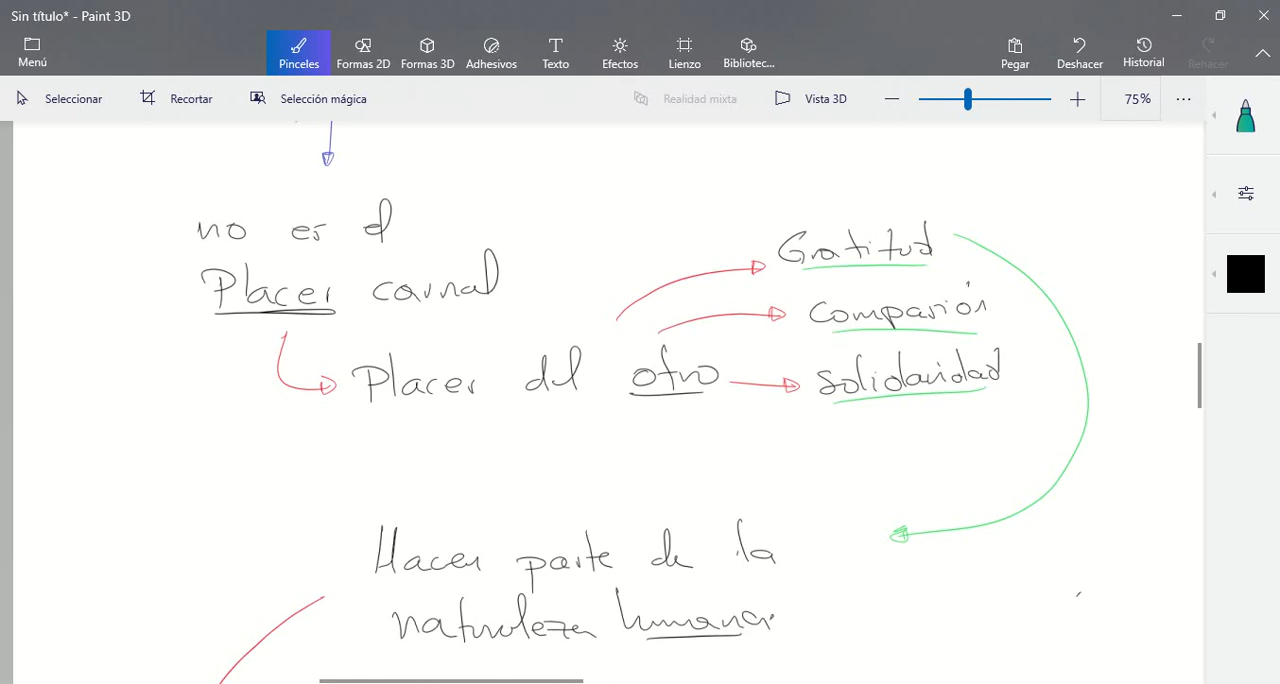 Sin título* - Paint 3D
Menú
Pinceles
Formas 2D
Formas 3D
Adhesivos
Texto
Efectos
Lienzo
Bibliotec...
Pegar
Deshacer
Historial
Rehacer
Seleccionar
Recortar
Selección mágica
Realidad mixta
Vista 3D
75%
no es el
Placer carnal
Placer del otro
Gratitud
Compasión
Solidaridad
Hacer parte de la
naturaleza humana